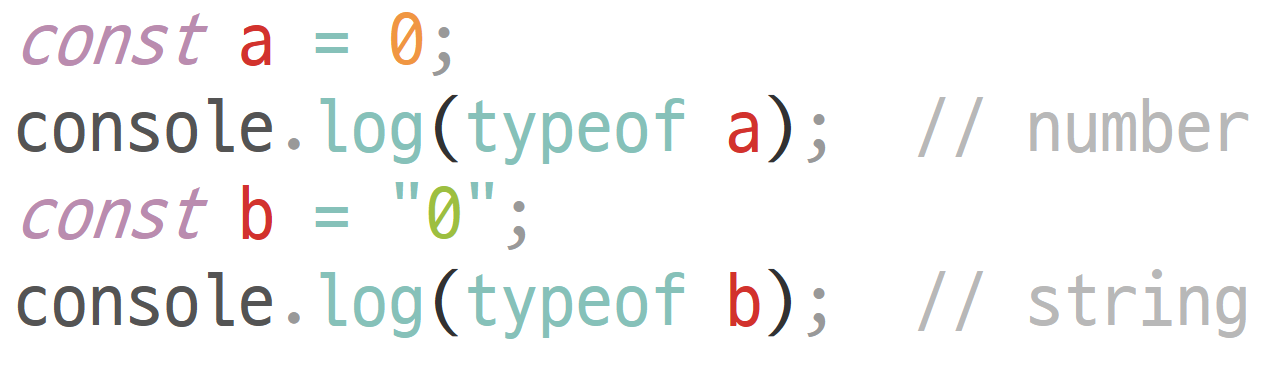 const a = 0;
console.log(typeof a);  // number
const b = "0";
console.log(typeof b);  // string